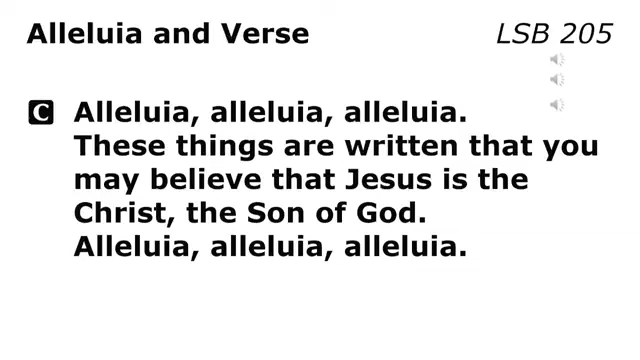 Alleluia and Verse LSB 205
C Alleluia, alleluia, alleluia.
These things are written that you
may believe that Jesus is the
Christ, the Son of God.
Alleluia, alleluia, alleluia.